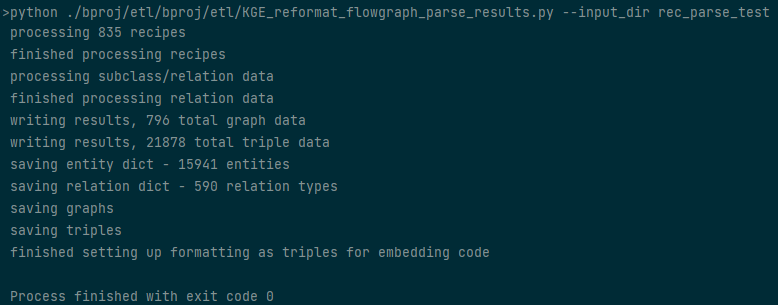 >python ./bproj/etl/bproj/etl/KGE_reformat_flowgraph_parse_results.py --input_dir rec_parse_test
processing 835 recipes
finished processing recipes
processing subclass/relation data
finished processing relation data
writing results, 796 total graph data
writing results, 21878 total triple data
saving entity dict - 15941 entities
saving relation dict - 590 relation types
saving graphs
saving triples
finished setting up formatting as triples for embedding code
Process finished with exit code 0